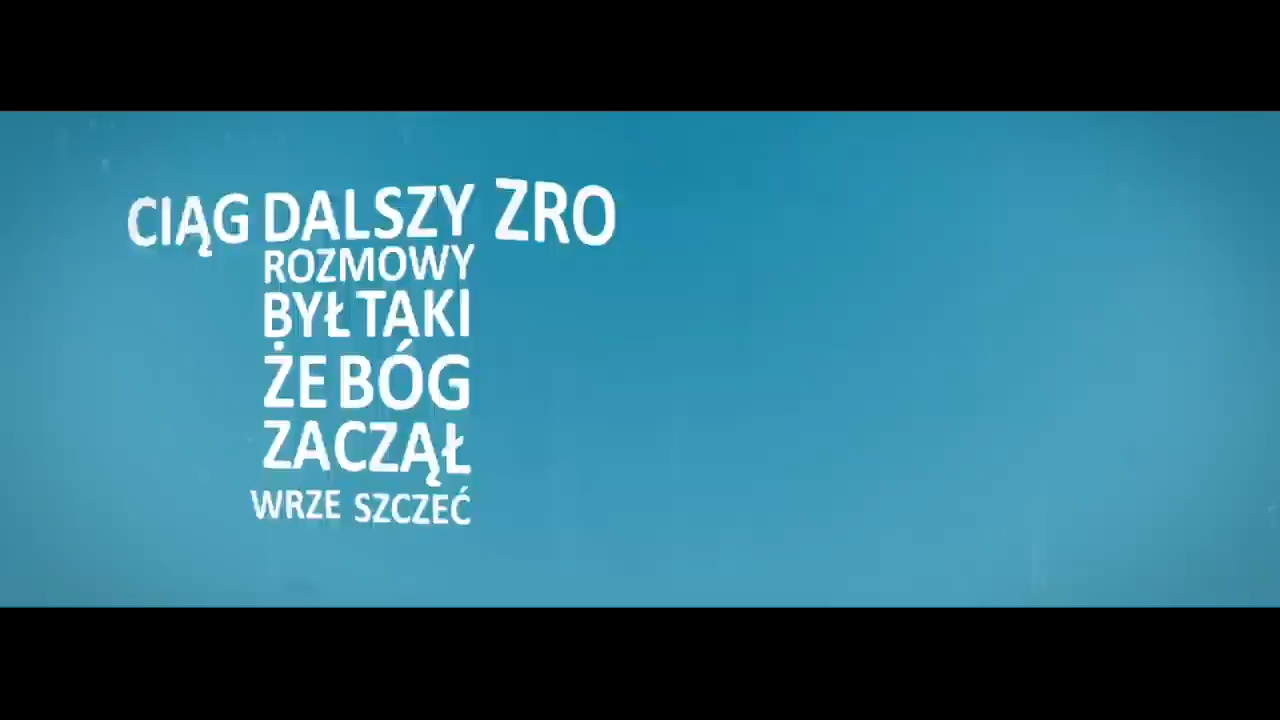 CIĄG DALSZY ZRO
ROZMOWY
BYŁ TAKI
ŻE BÓG
ZACZĄŁ
WRZE SZCZEĆ